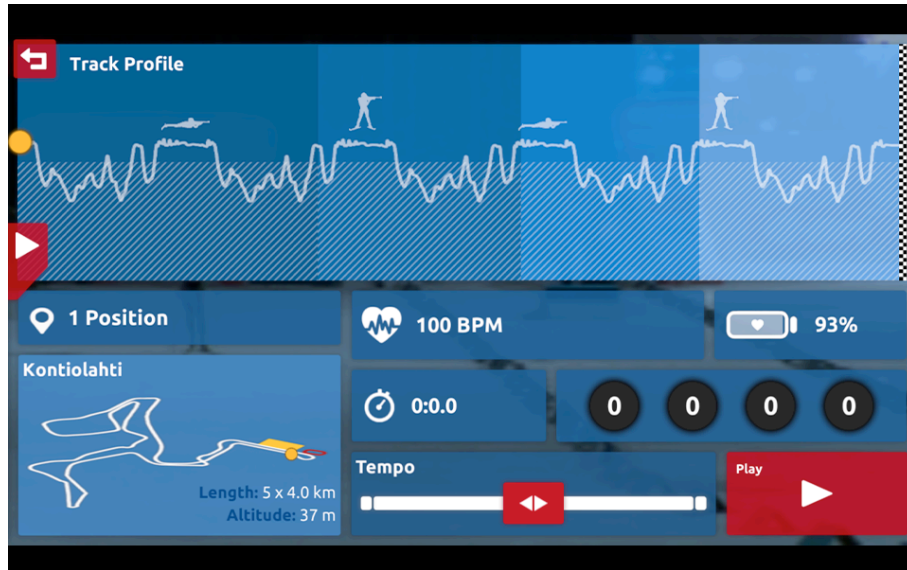 Track Profile
1 Position
100 BPM
93%
Kontiolahti
0:0.0
0 0 0 0
Length: 5 x 4.0 km
Altitude: 37 m
Tempo
Play